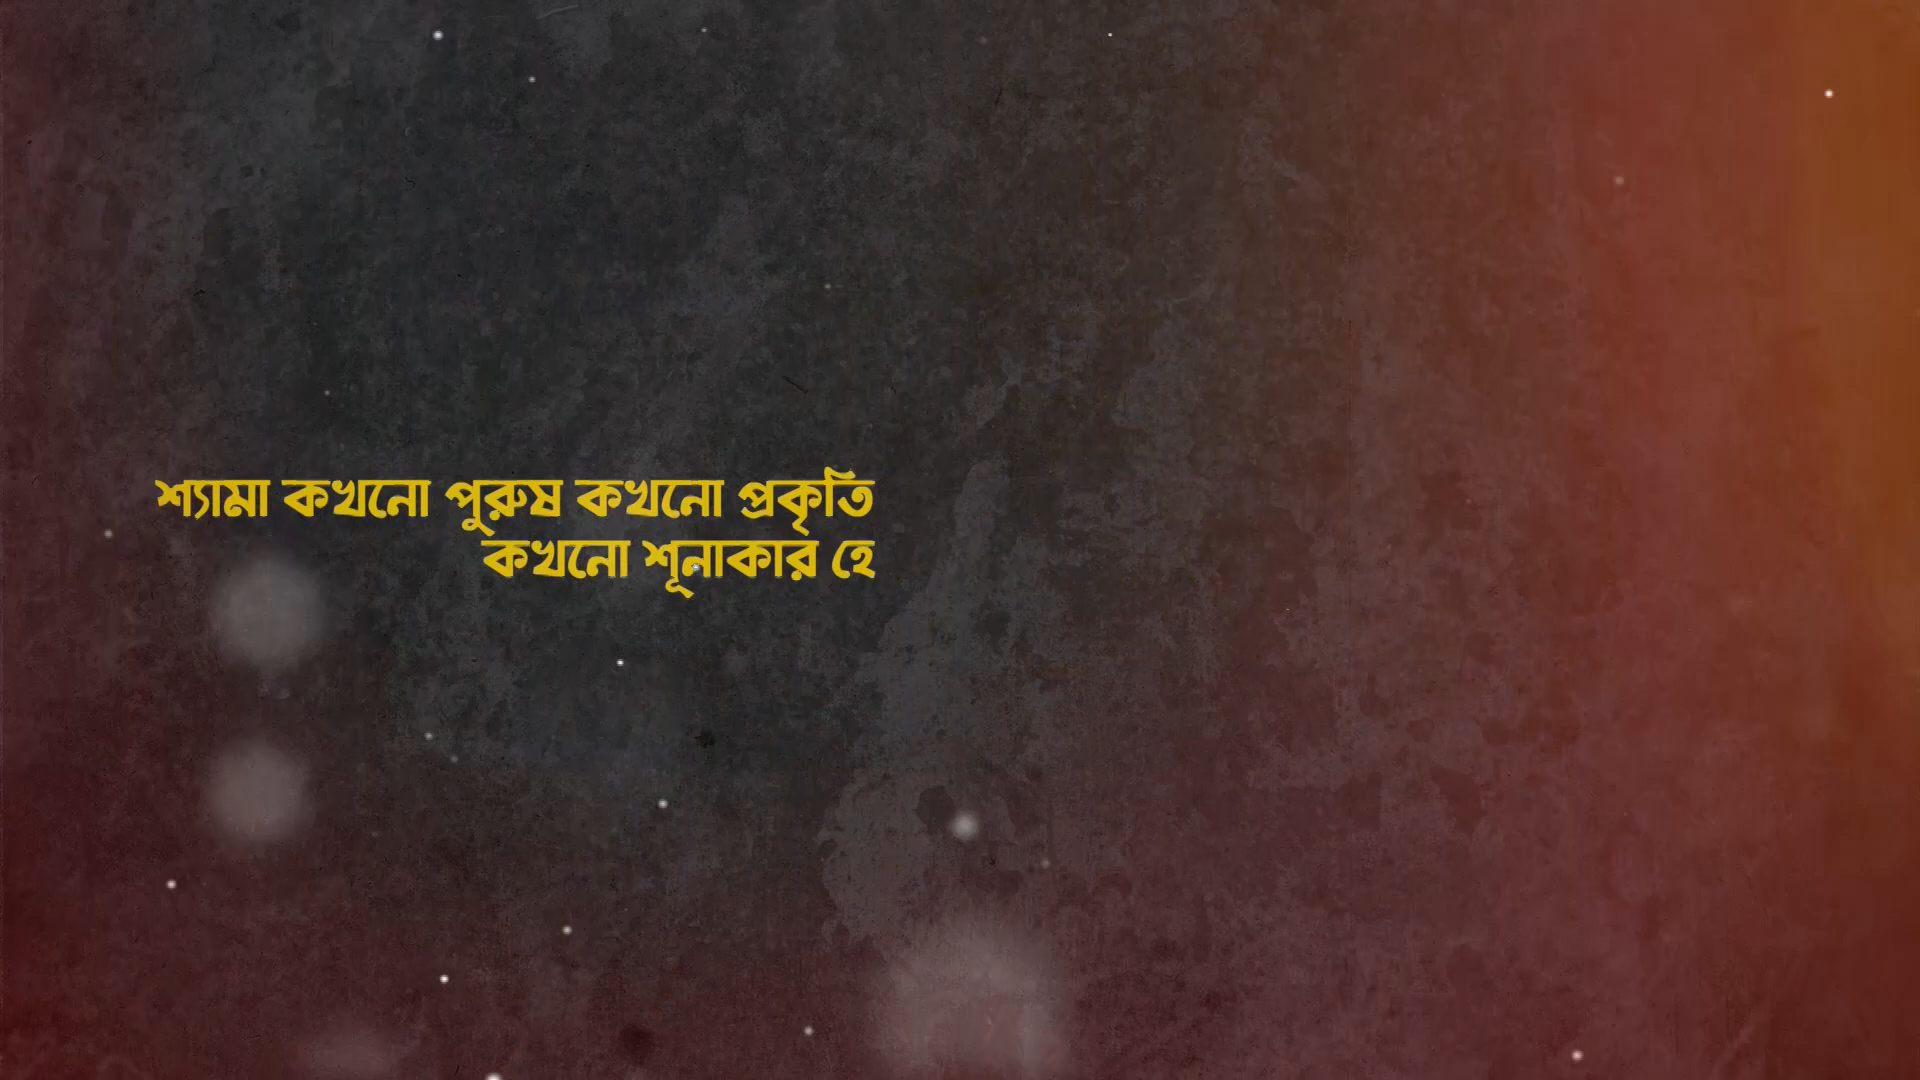 শ্যামা কখনো পুরুষ কখনো প্রকৃতি
কখনো শূনাকার হে